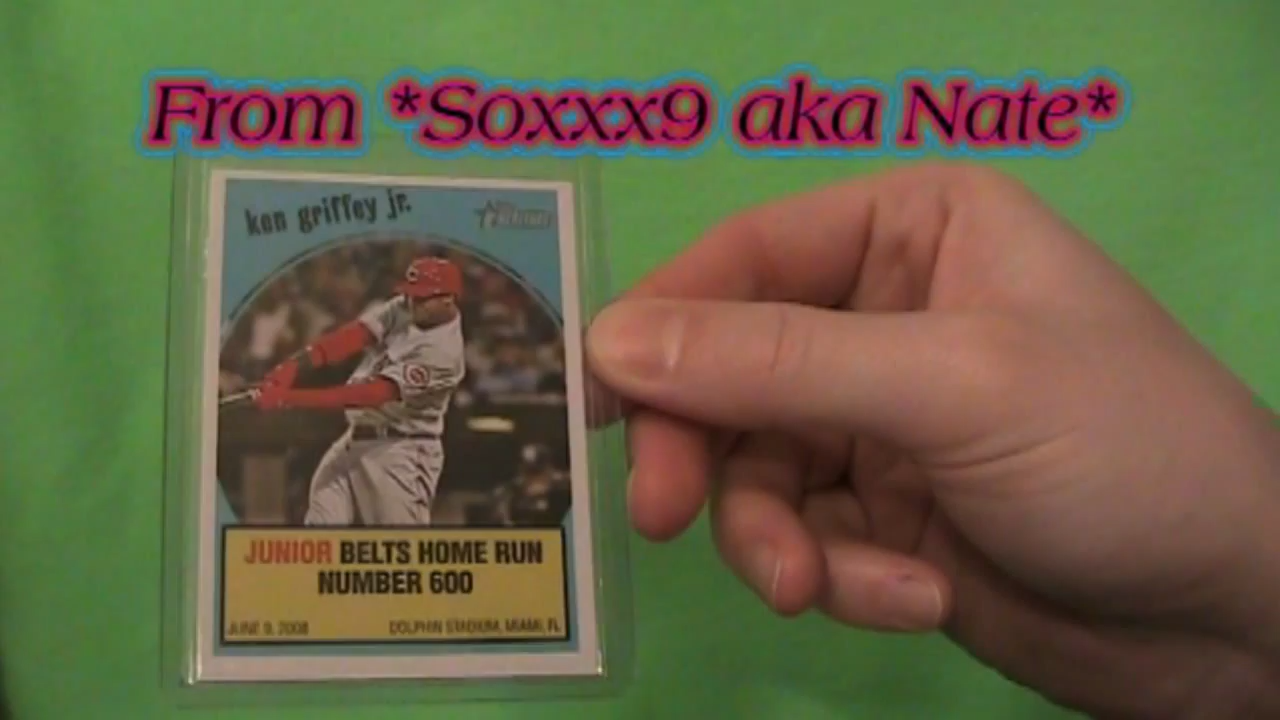 From *Soxxx9 aka Nate*
ken griffey jr.
Heritage
JUNIOR BELTS HOME RUN
NUMBER 600
JUNE 9, 2008 DOLPHIN STADIUM, MIAMI, FL